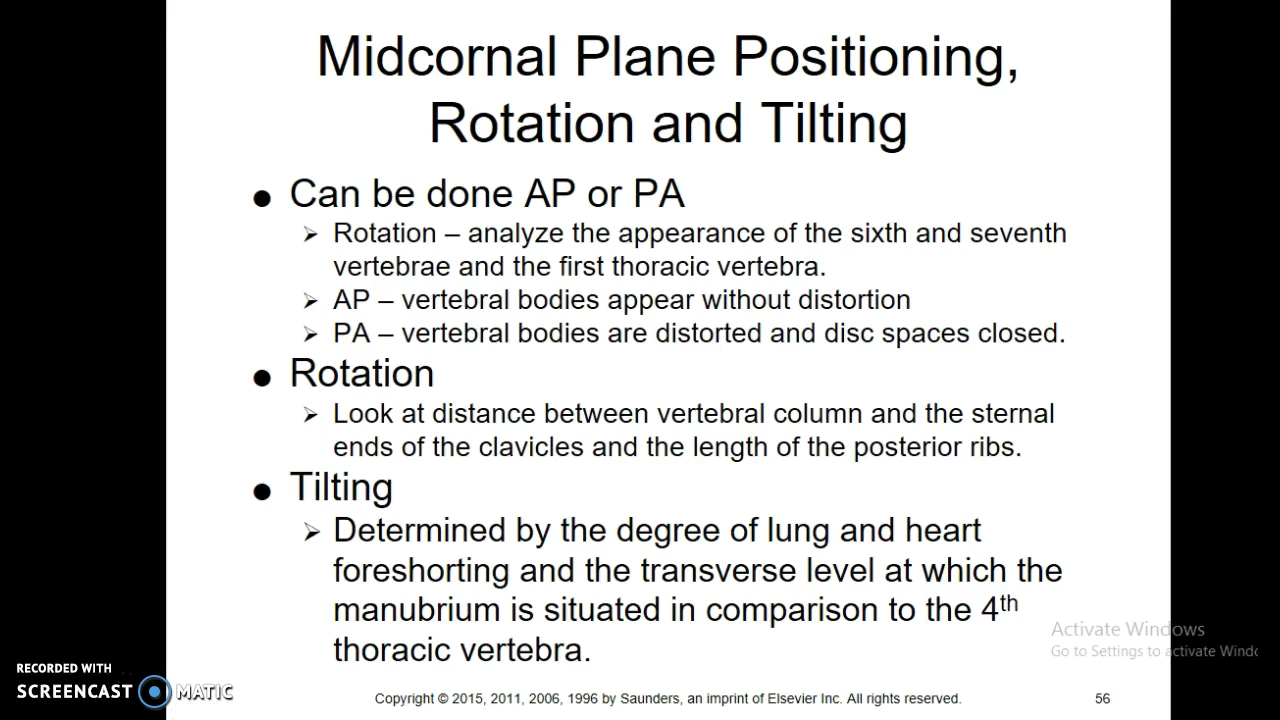 Midcornal Plane Positioning,
Rotation and Tilting
● Can be done AP or PA
➢ Rotation – analyze the appearance of the sixth and seventh
vertebrae and the first thoracic vertebra.
➢ AP – vertebral bodies appear without distortion
➢ PA – vertebral bodies are distorted and disc spaces closed.
● Rotation
➢ Look at distance between vertebral column and the sternal
ends of the clavicles and the length of the posterior ribs.
● Tilting
➢ Determined by the degree of lung and heart
foreshorting and the transverse level at which the
manubrium is situated in comparison to the 4th
thoracic vertebra.
Activate Windows
Go to Settings to activate Windo
RECORDED WITH
SCREENCAST MATIC
Copyright © 2015, 2011, 2006, 1996 by Saunders, an imprint of Elsevier Inc. All rights reserved.
56